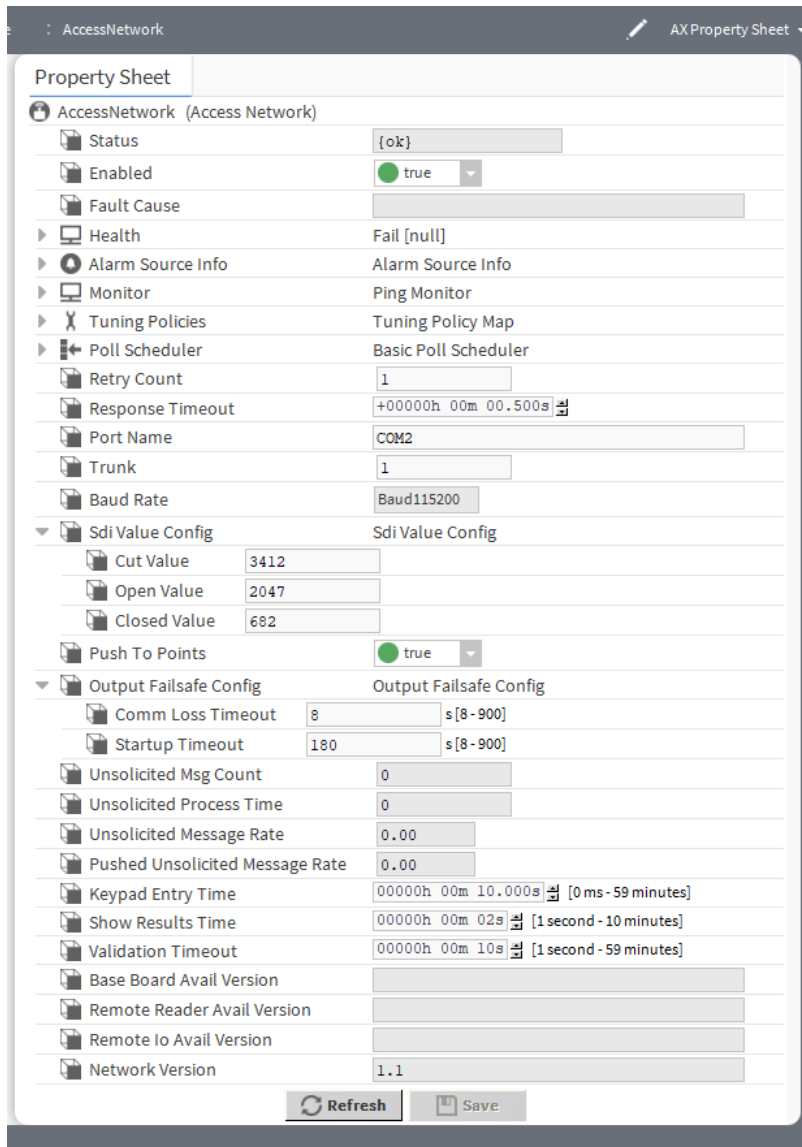 : AccessNetwork AX Property Sheet
Property Sheet
AccessNetwork (Access Network)
Status {ok}
Enabled true
Fault Cause
Health Fail [null]
Alarm Source Info Alarm Source Info
Monitor Ping Monitor
Tuning Policies Tuning Policy Map
Poll Scheduler Basic Poll Scheduler
Retry Count 1
Response Timeout +00000h 00m 00.500s
Port Name COM2
Trunk 1
Baud Rate Baud115200
Sdi Value Config Sdi Value Config
Cut Value 3412
Open Value 2047
Closed Value 682
Push To Points true
Output Failsafe Config Output Failsafe Config
Comm Loss Timeout 8 s [8 - 900]
Startup Timeout 180 s [8 - 900]
Unsolicited Msg Count 0
Unsolicited Process Time 0
Unsolicited Message Rate 0.00
Pushed Unsolicited Message Rate 0.00
Keypad Entry Time 00000h 00m 10.000s [0 ms - 59 minutes]
Show Results Time 00000h 00m 02s [1 second - 10 minutes]
Validation Timeout 00000h 00m 10s [1 second - 59 minutes]
Base Board Avail Version
Remote Reader Avail Version
Remote Io Avail Version
Network Version 1.1
Refresh Save